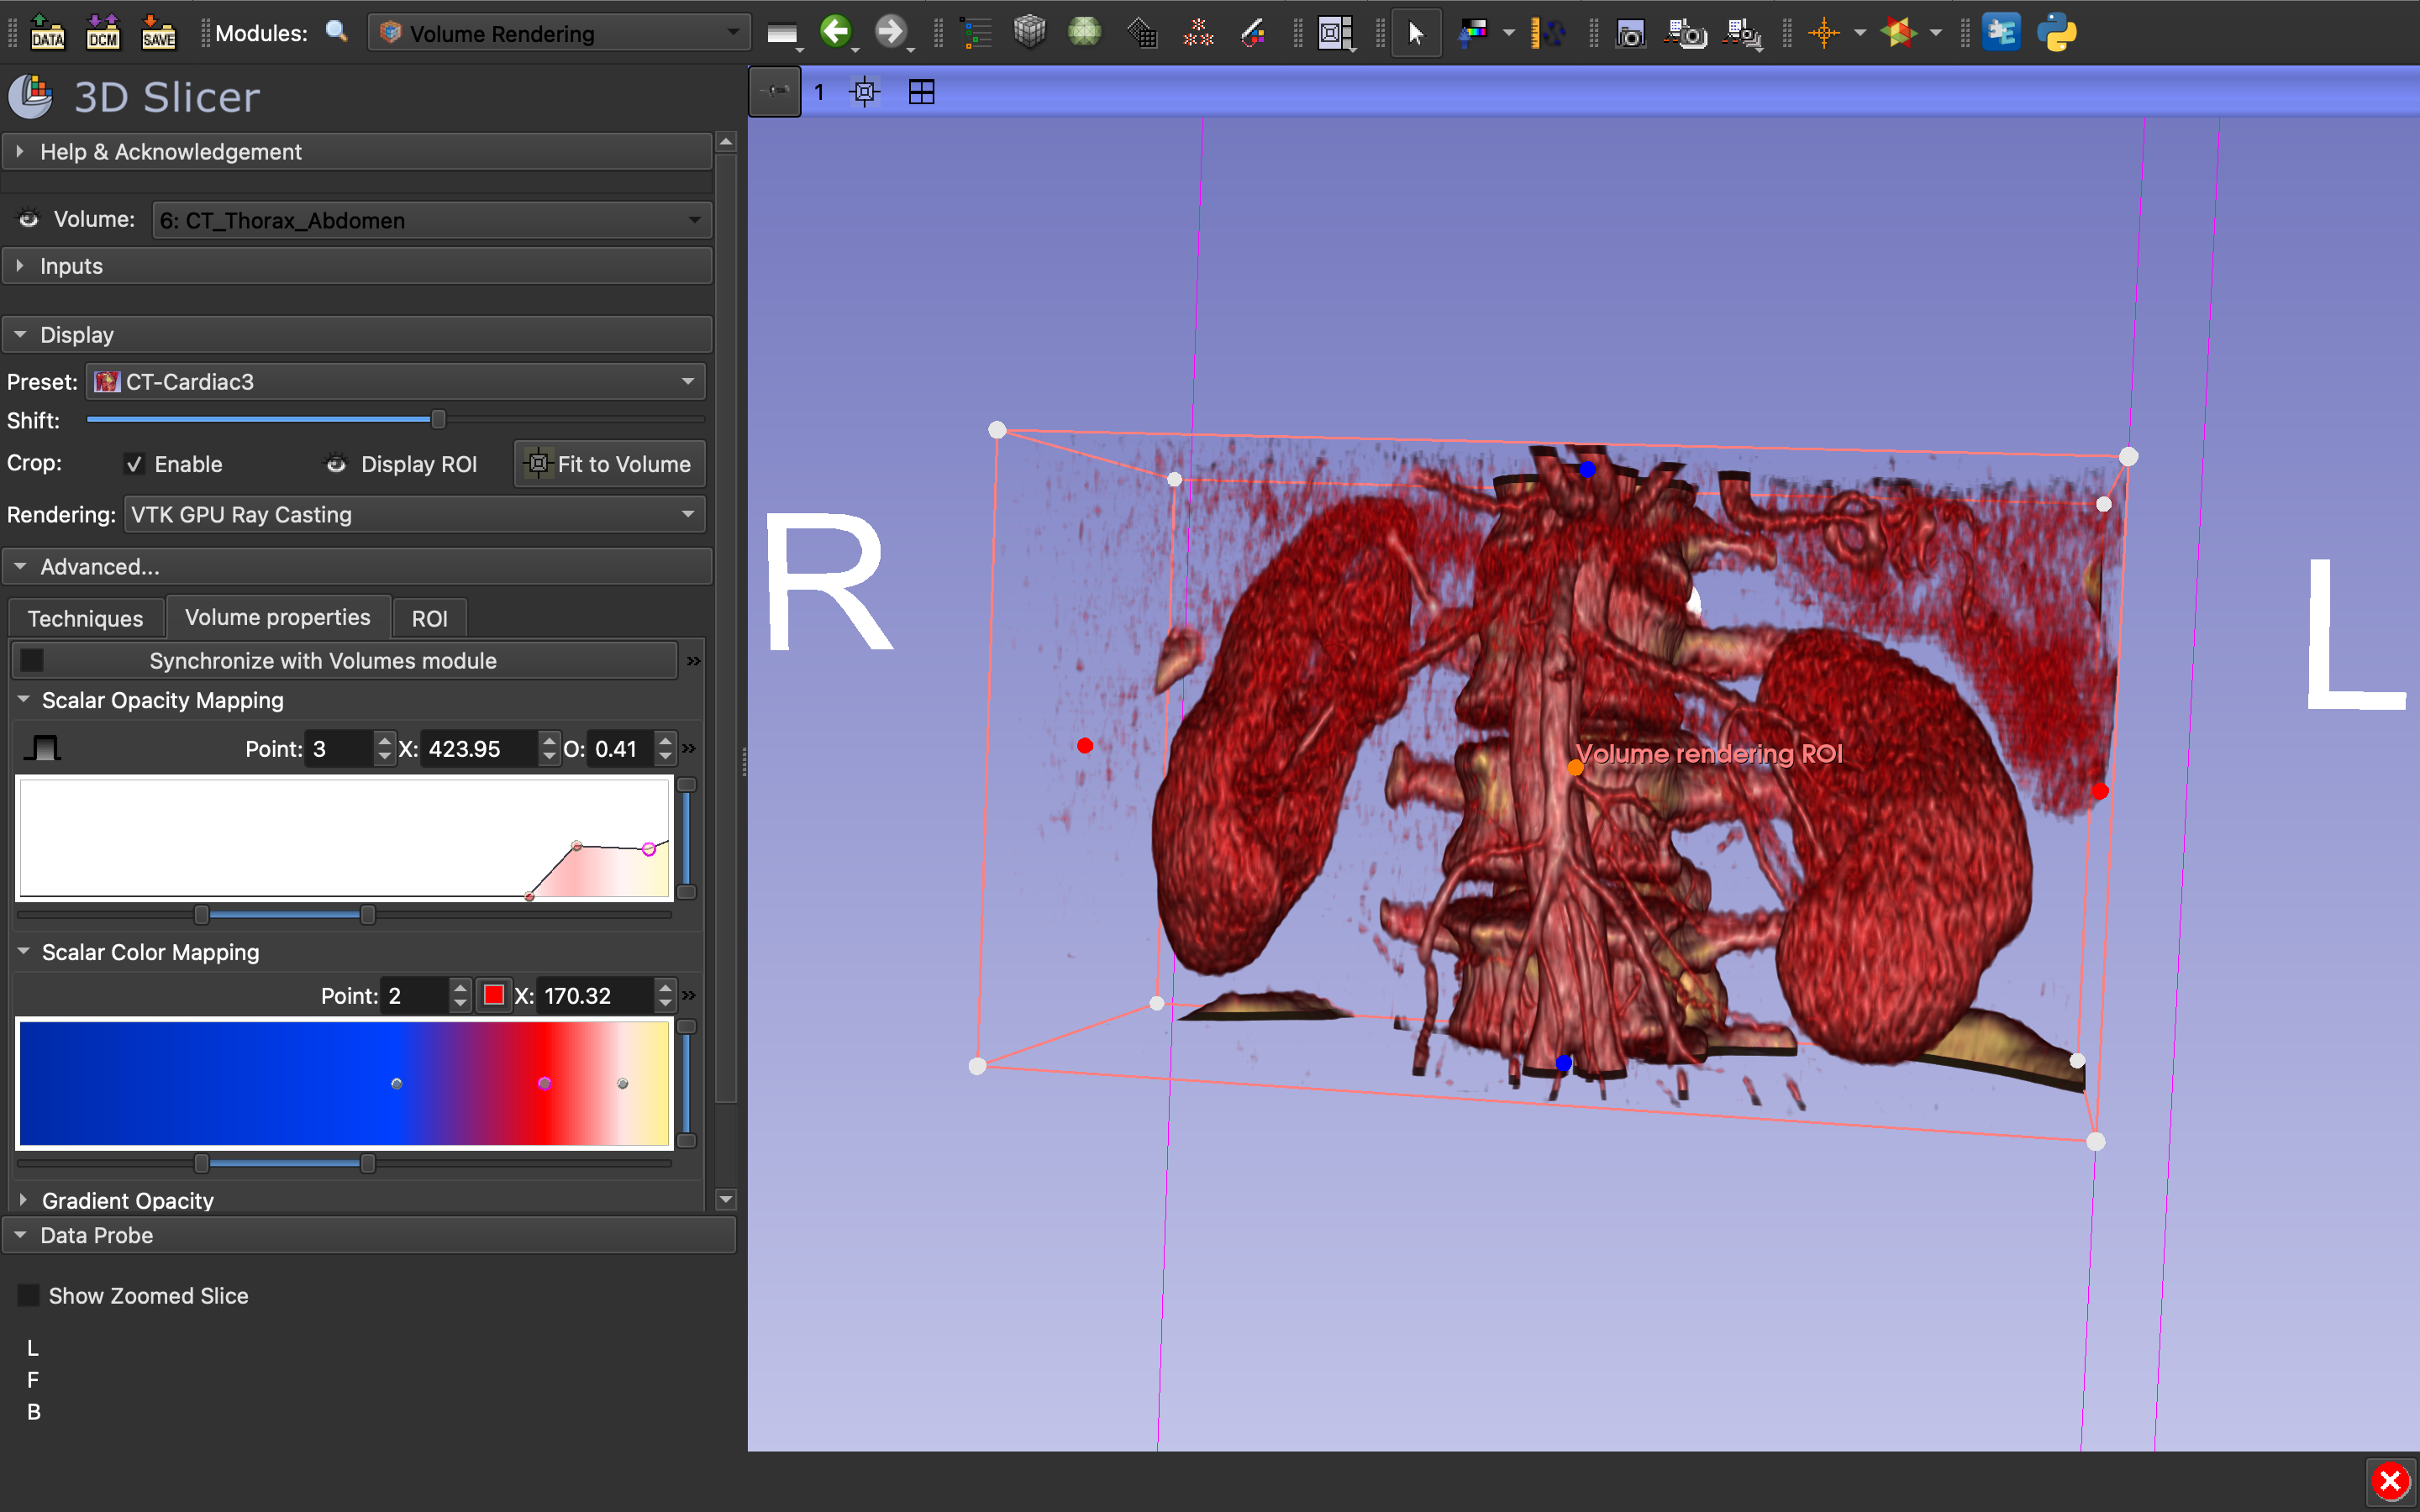 DATA DCM SAVE Modules: Volume Rendering
1
3D Slicer
Help & Acknowledgement
Volume: 6: CT_Thorax_Abdomen
Inputs
Display
Preset: CT-Cardiac3
Shift:
Crop: Enable Display ROI Fit to Volume
Rendering: VTK GPU Ray Casting
Advanced...
Techniques Volume properties ROI
Synchronize with Volumes module
Scalar Opacity Mapping
Point: 3 X: 423.95 O: 0.41
Scalar Color Mapping
Point: 2 X: 170.32
Gradient Opacity
Data Probe
Show Zoomed Slice
L
F
B
R
L
Volume rendering ROI